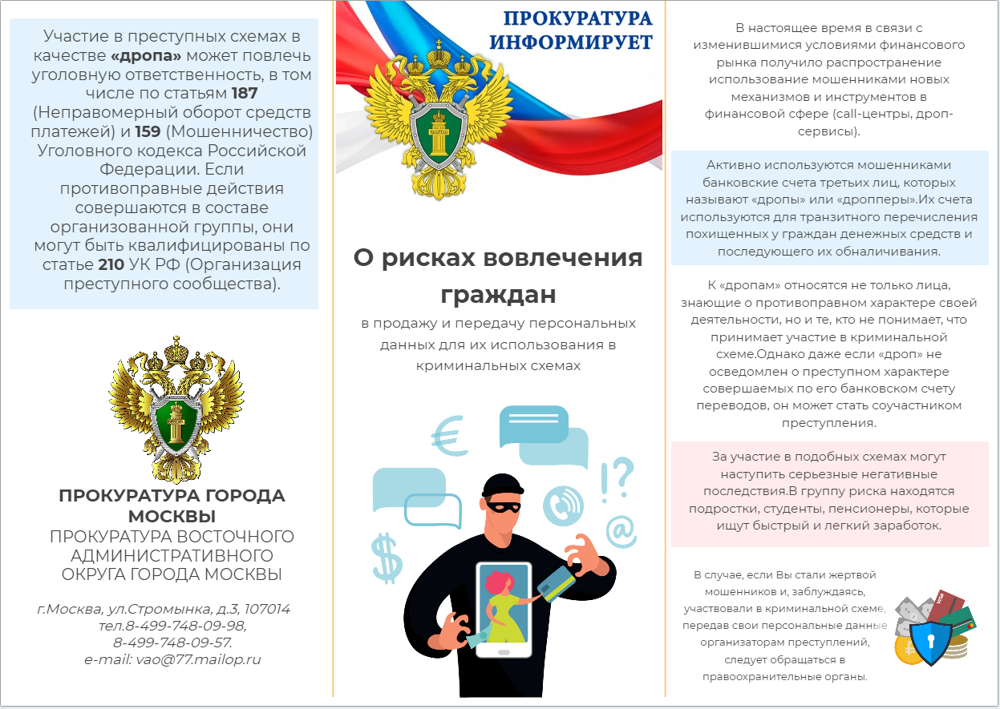 Участие в преступных схемах в
качестве «дропа» может повлечь
уголовную ответственность, в том
числе по статьям 187
(Неправомерный оборот средств
платежей) и 159 (Мошенничество)
Уголовного кодекса Российской
Федерации. Если
противоправные действия
совершаются в составе
организованной группы, они
могут быть квалифицированы по
статье 210 УК РФ (Организация
преступного сообщества).
ЗАКОН
ПРОКУРАТУРА ГОРОДА
МОСКВЫ
ПРОКУРАТУРА ВОСТОЧНОГО
АДМИНИСТРАТИВНОГО
ОКРУГА ГОРОДА МОСКВЫ
г.Москва, ул.Стромынка, д.3, 107014
тел.8-499-748-09-98,
8-499-748-09-57.
e-mail: vao@77.mailop.ru
ПРОКУРАТУРА
ИНФОРМИРУЕТ
ЗАКОН
О рисках вовлечения
граждан
в продажу и передачу персональных
данных для их использования в
криминальных схемах
€
!?
@
$
В настоящее время в связи с
изменившимися условиями финансового
рынка получило распространение
использование мошенниками новых
механизмов и инструментов в
финансовой сфере (call-центры, дроп-
сервисы).
Активно используются мошенниками
банковские счета третьих лиц, которых
называют «дропы» или «дропперы».Их счета
используются для транзитного перечисления
похищенных у граждан денежных средств и
последующего их обналичивания.
К «дропам» относятся не только лица,
знающие о противоправном характере своей
деятельности, но и те, кто не понимает, что
принимает участие в криминальной
схеме.Однако даже если «дроп» не
осведомлен о преступном характере
совершаемых по его банковскому счету
переводов, он может стать соучастником
преступления.
За участие в подобных схемах могут
наступить серьезные негативные
последствия.В группу риска находятся
подростки, студенты, пенсионеры, которые
ищут быстрый и легкий заработок.
В случае, если Вы стали жертвой
мошенников и, заблуждаясь,
участвовали в криминальной схеме,
передав свои персональные данные
организаторам преступлений,
следует обращаться в
правоохранительные органы.
VISA
₽